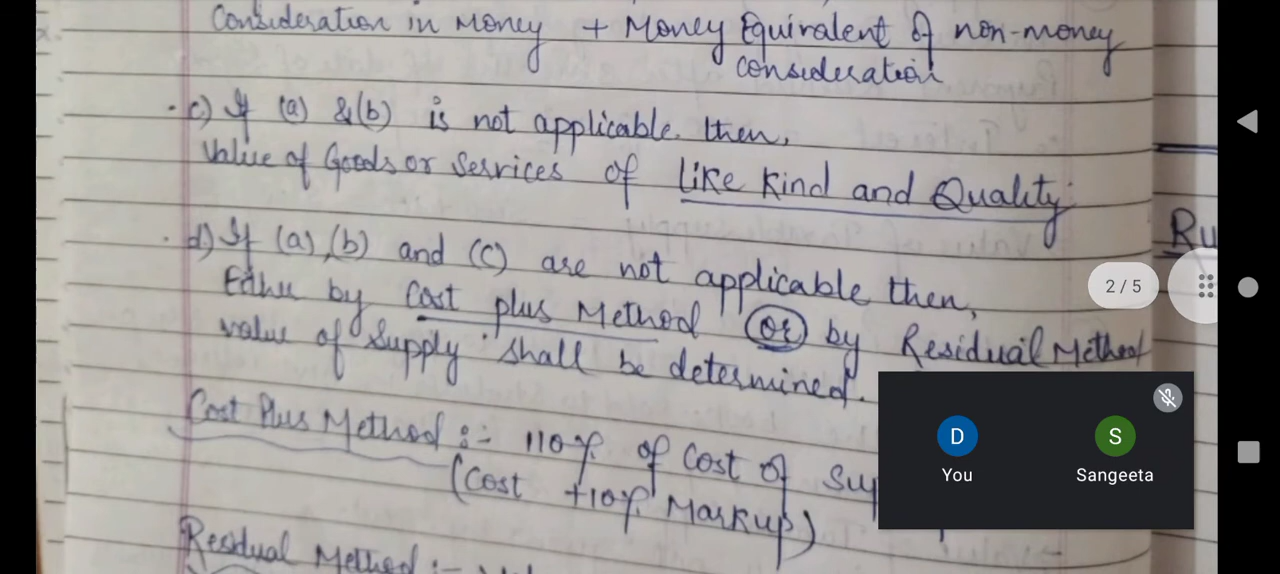 Consideration in Money + Money Equivalent of non-money
consideration
c) If (a) &(b) is not applicable. then,
Value of Goods or Services of Like Kind and Quality.
d) If (a),(b) and (c) are not applicable then,
Either by Cost plus Method (or) by Residual Method
value of Supply shall be determined.
Cost Plus Method :- 110% of Cost of Sup
(Cost +10% Markup)
Residual Method :-
Ru
2 / 5
D
S
You
Sangeeta